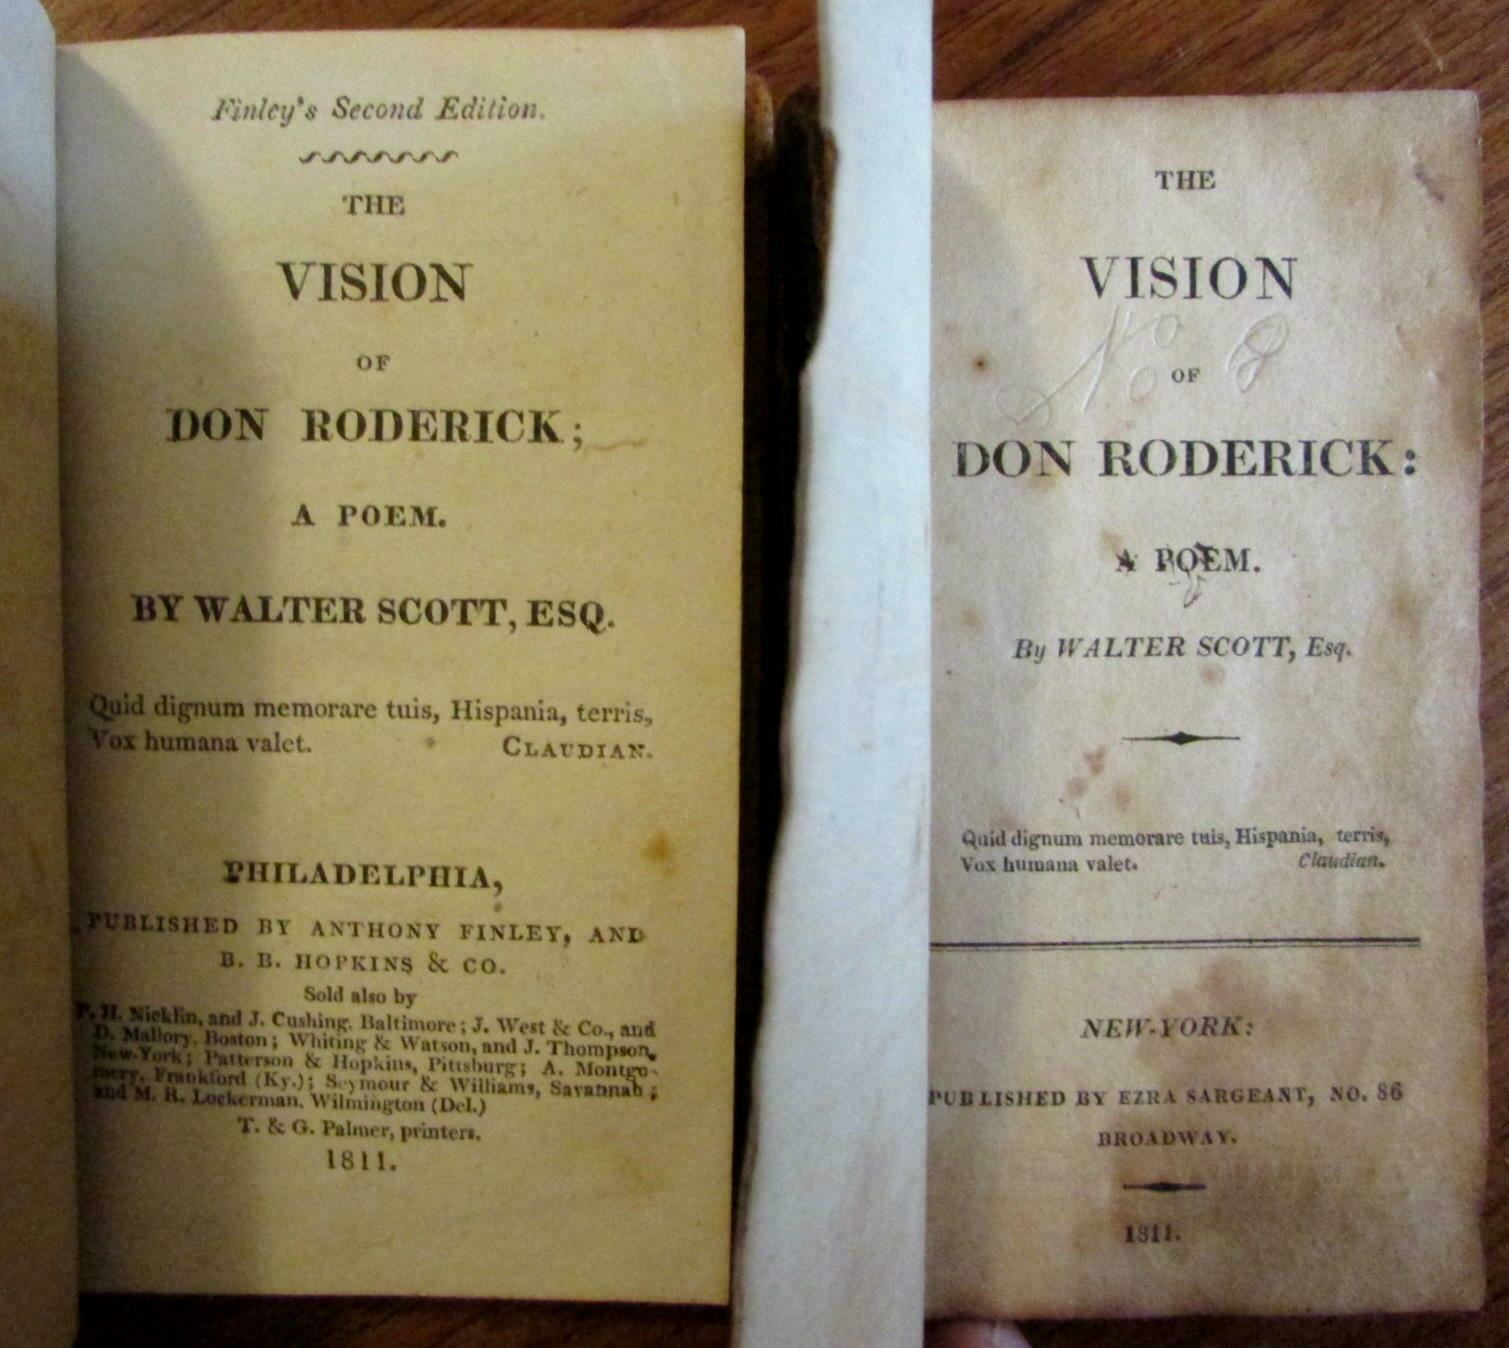 Finley's Second Edition.
THE
VISION
OF
DON RODERICK;
A POEM.
BY WALTER SCOTT, ESQ.
Quid dignum memorare tuis, Hispania, terris,
Vox humana valet. CLAUDIAN.
PHILADELPHIA,
PUBLISHED BY ANTHONY FINLEY, AND
B. B. HOPKINS & CO.
Sold also by
P. H. Nicklin, and J. Cushing, Baltimore; J. West & Co., and
D. Mallory, Boston; Whiting & Watson, and J. Thompson,
New-York; Patterson & Hopkins, Pittsburg; A. Montgo-
mery, Frankford (Ky.); Seymour & Williams, Savannah;
and M. R. Lockerman, Wilmington (Del.)
T. & G. Palmer, printers.
1811.
THE
VISION
No 8
OF
DON RODERICK:
A POEM.
By WALTER SCOTT, Esq.
Quid dignum memorare tuis, Hispania, terris,
Vox humana valet. Claudian.
NEW-YORK:
PUBLISHED BY EZRA SARGEANT, NO. 86
BROADWAY.
1811.